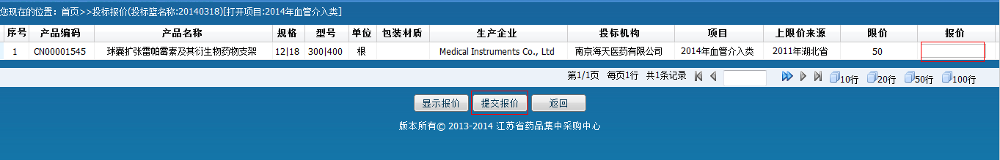 您现在的位置：首页>>投标报价(投标篮名称:20140318)[打开项目:2014年血管介入类]
序号 产品编码 产品名称 规格 型号 单位 包装材质 生产企业 投标机构 项目 上限价来源 限价 报价
1 CN00001545 球囊扩张雷帕霉素及其衍生物药物支架 12|18 300|400 根 Medical Instruments Co., Ltd 南京海天医药有限公司 2014年血管介入类 2011年湖北省 50
第1/1页 每页1行 共1条记录 10行 20行 50行 100行
显示报价 提交报价 返回
版本所有© 2013-2014 江苏省药品集中采购中心